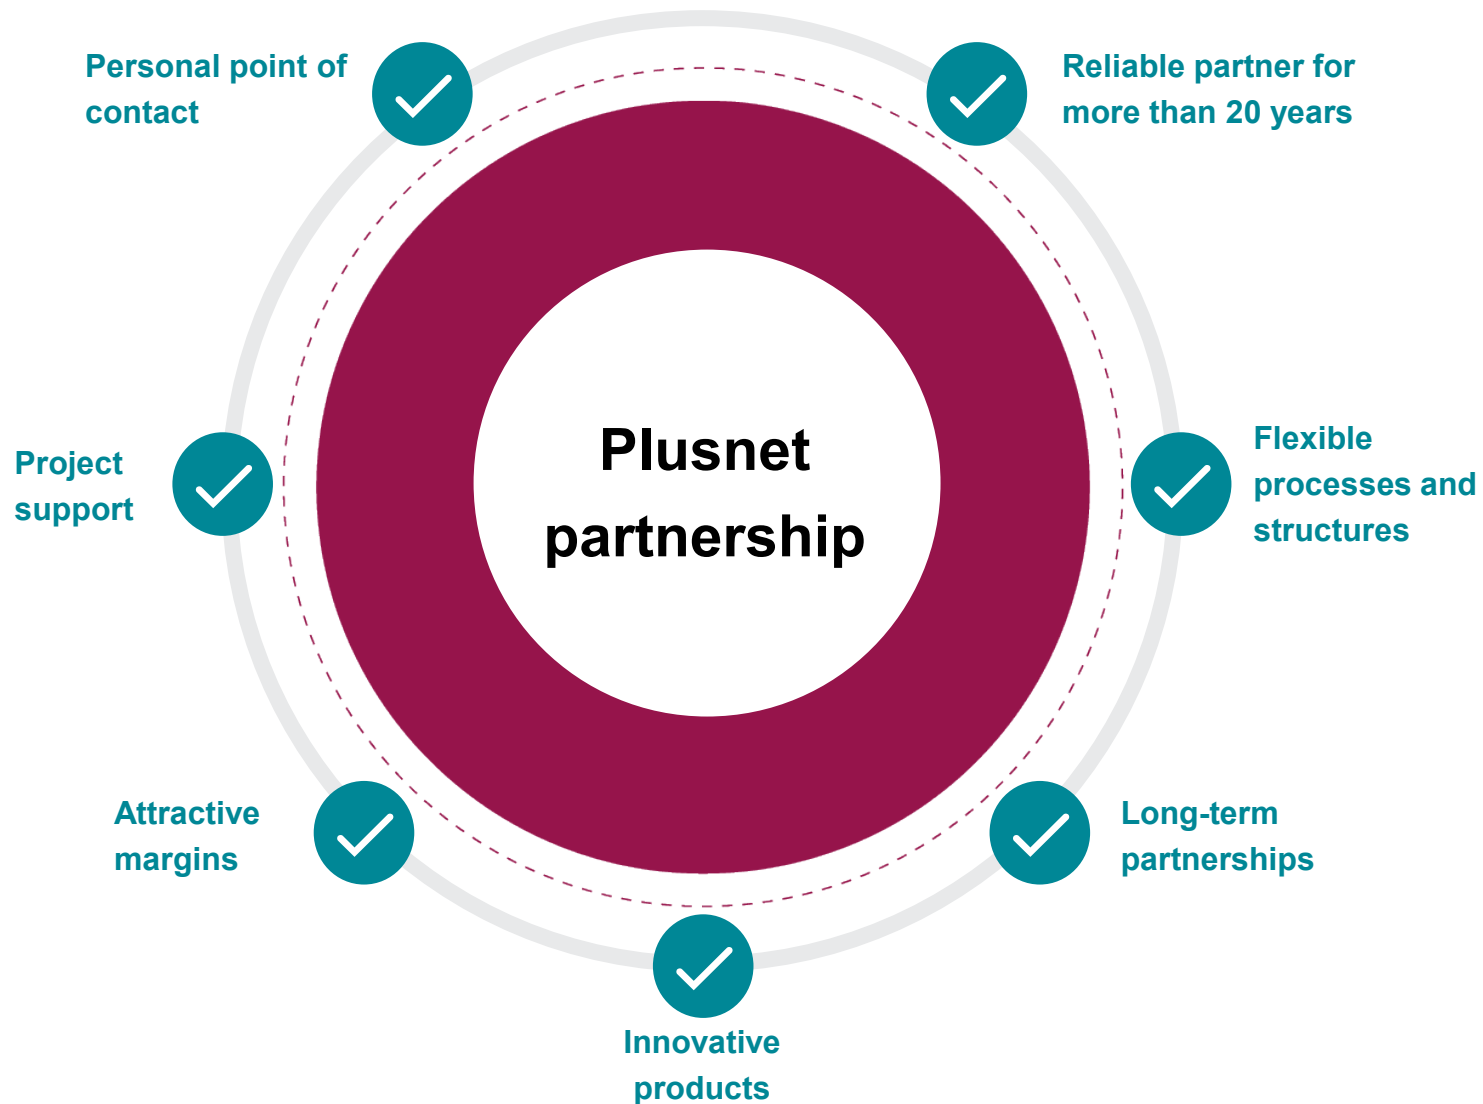 Personal point of
contact
Reliable partner for
more than 20 years
Plusnet
partnership
Project
support
Flexible
processes and
structures
Attractive
margins
Long-term
partnerships
Innovative
products